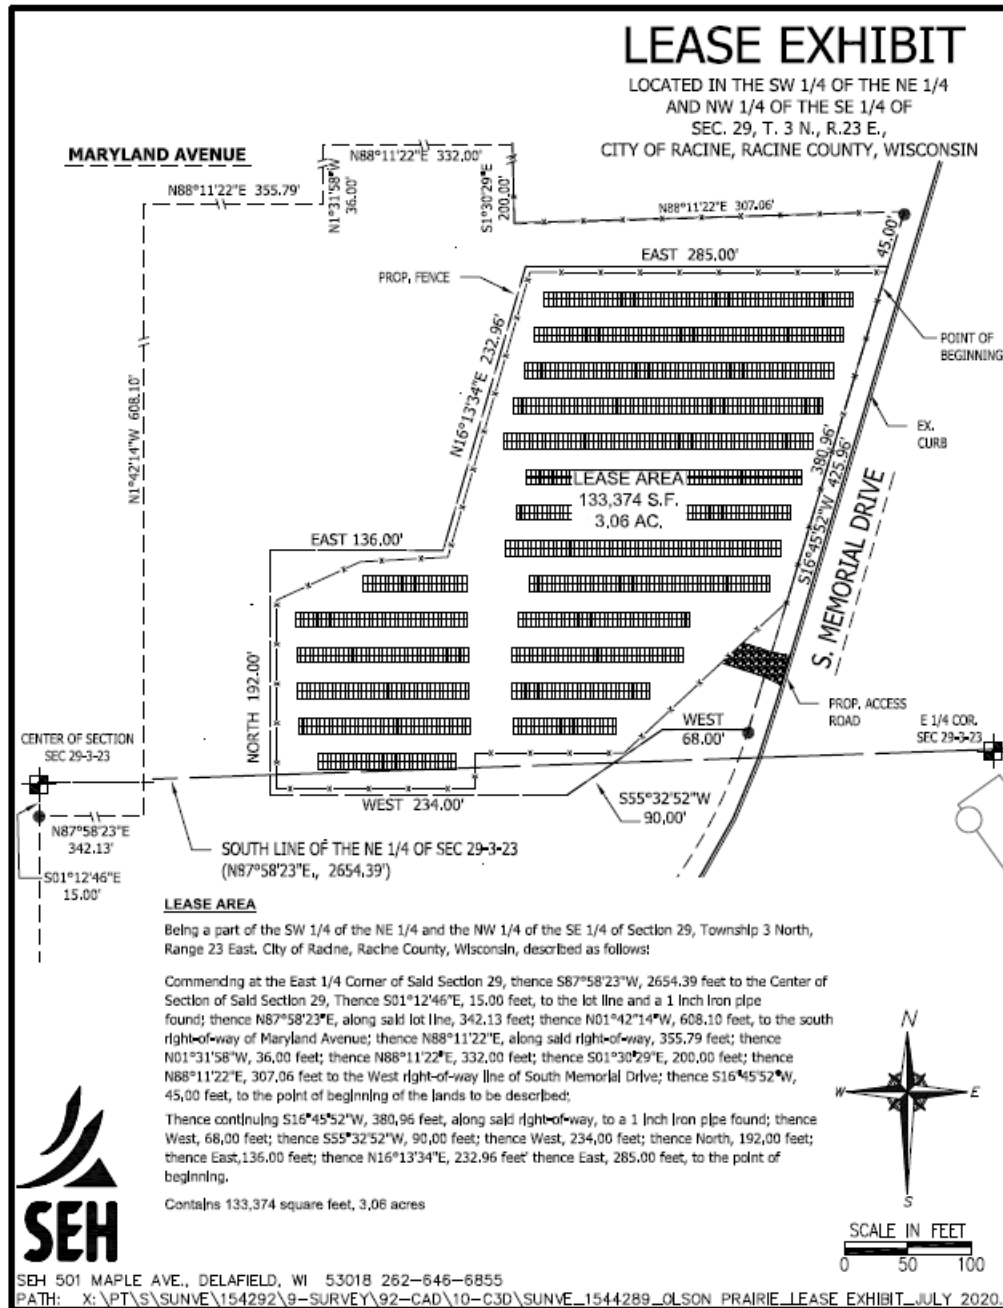 LEASE EXHIBIT
LOCATED IN THE SW 1/4 OF THE NE 1/4
AND NW 1/4 OF THE SE 1/4 OF
SEC. 29, T. 3 N., R.23 E.,
CITY OF RACINE, RACINE COUNTY, WISCONSIN
MARYLAND AVENUE
N88°11'22"E 332.00'
N88°11'22"E 355.79'
N1°31'58"W
36.00'
S1°30'29"E
200.00'
N88°11'22"E 307.06'
45.00'
EAST 285.00'
PROP. FENCE
N16°13'34"E 232.96'
POINT OF
BEGINNING
N1°42'14"W 608.10'
EX.
CURB
380.96'
S16°45'52"W 425.96'
LEASE AREA
133,374 S.F.
3.06 AC.
S. MEMORIAL DRIVE
EAST 136.00'
NORTH 192.00'
PROP. ACCESS
ROAD
WEST
68.00'
E 1/4 COR.
SEC 29-3-23
CENTER OF SECTION
SEC 29-3-23
WEST 234.00'
S55°32'52"W
90.00'
N87°58'23"E
342.13'
S01°12'46"E
15.00'
SOUTH LINE OF THE NE 1/4 OF SEC 29-3-23
(N87°58'23"E., 2654.39')
LEASE AREA
Being a part of the SW 1/4 of the NE 1/4 and the NW 1/4 of the SE 1/4 of Section 29, Township 3 North,
Range 23 East. City of Racine, Racine County, Wisconsin, described as follows:
Commencing at the East 1/4 Corner of Said Section 29, thence S87°58'23"W, 2654.39 feet to the Center of
Section of Said Section 29, Thence S01°12'46"E, 15.00 feet, to the lot line and a 1 inch iron pipe
found; thence N87°58'23"E, along said lot line, 342.13 feet; thence N01°42"14"W, 608.10 feet, to the south
right-of-way of Maryland Avenue; thence N88°11'22"E, along said right-of-way, 355.79 feet; thence
N01°31'58"W, 36.00 feet; thence N88°11'22"E, 332.00 feet; thence S01°30'29"E, 200.00 feet; thence
N88°11'22"E, 307.06 feet to the West right-of-way line of South Memorial Drive; thence S16°45'52"W,
45.00 feet, to the point of beginning of the lands to be described;
Thence continuing S16°45'52"W, 380.96 feet, along said right-of-way, to a 1 inch iron pipe found; thence
West, 68.00 feet; thence S55°32'52"W, 90.00 feet; thence West, 234.00 feet; thence North, 192.00 feet;
thence East,136.00 feet; thence N16°13'34"E, 232.96 feet' thence East, 285.00 feet, to the point of
beginning.
Contains 133,374 square feet, 3.06 acres
N
W E
S
SEH
SCALE IN FEET
0 50 100
SEH 501 MAPLE AVE., DELAFIELD, WI 53018 262-646-6855
PATH: X:\PT\S\SUNVE\154292\9-SURVEY\92-CAD\10-C3D\SUNVE_1544289_OLSON PRAIRIE_LEASE EXHIBIT_JULY 2020.